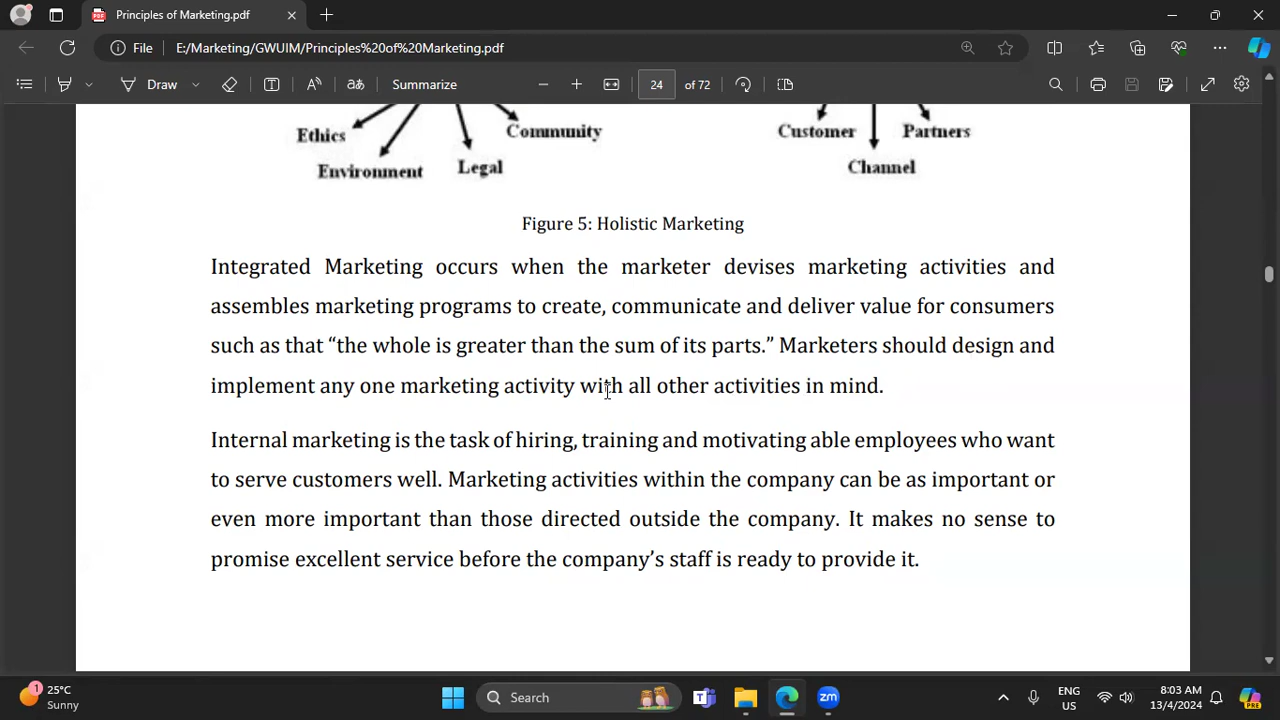 Principles of Marketing.pdf
File
E:/Marketing/GWUIM/Principles%20of%20Marketing.pdf
Draw
aあ
Summarize
24 of 72
Ethics
Community
Customer
Partners
Environment
Legal
Channel
Figure 5: Holistic Marketing
Integrated Marketing occurs when the marketer devises marketing activities and
assembles marketing programs to create, communicate and deliver value for consumers
such as that “the whole is greater than the sum of its parts.” Marketers should design and
implement any one marketing activity with all other activities in mind.
Internal marketing is the task of hiring, training and motivating able employees who want
to serve customers well. Marketing activities within the company can be as important or
even more important than those directed outside the company. It makes no sense to
promise excellent service before the company’s staff is ready to provide it.
1
25°C
Sunny
Search
zm
ENG
US
8:03 AM
13/4/2024
PRE